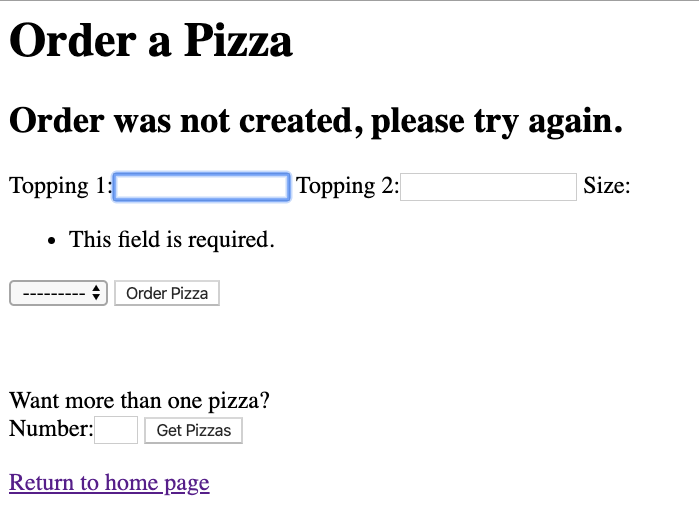 Order a Pizza
Order was not created, please try again.
Topping 1: Topping 2: Size:
• This field is required.
--------- Order Pizza
Want more than one pizza?
Number: Get Pizzas
Return to home page